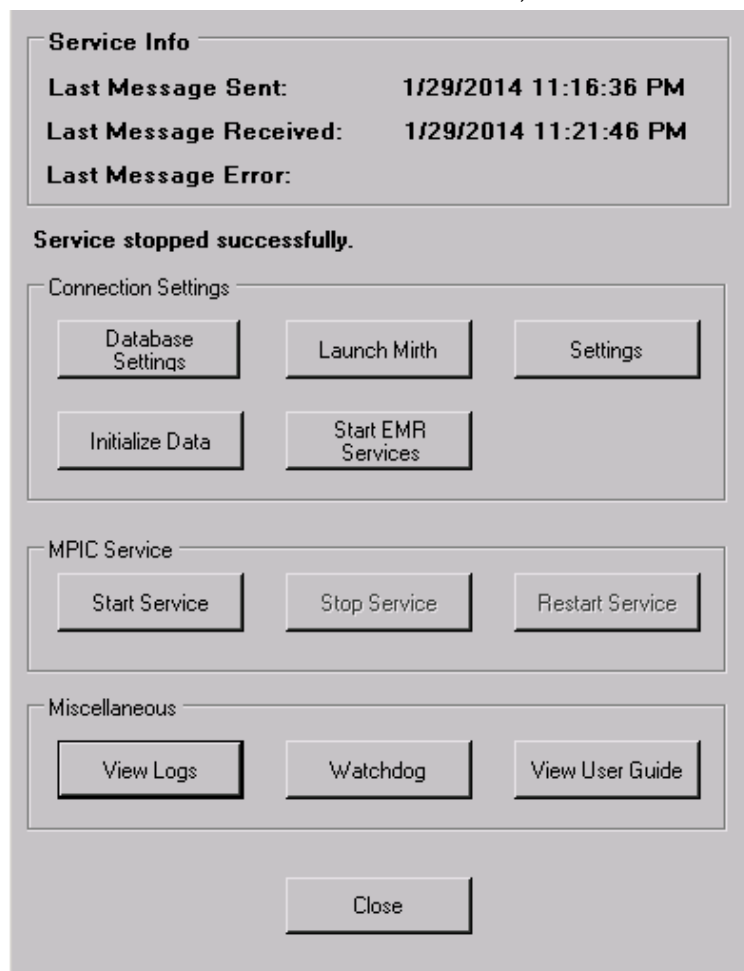 Service Info
Last Message Sent: 1/29/2014 11:16:36 PM
Last Message Received: 1/29/2014 11:21:46 PM
Last Message Error:
Service stopped successfully.
Connection Settings
Database
Settings
Launch Mirth
Settings
Initialize Data
Start EMR
Services
MPIC Service
Start Service
Stop Service
Restart Service
Miscellaneous
View Logs
Watchdog
View User Guide
Close